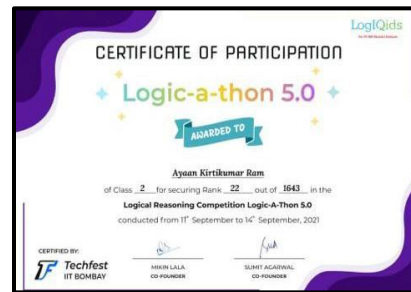 LogIQids
CERTIFICATE OF PARTICIPATION
Logic-a-thon 5.0
AWARDED TO
Ayaan Kirtikumar Ram
of Class 2 for securing Rank 22 out of 1643 in the
Logical Reasoning Competition Logic-A-Thon 5.0
conducted from 11th September to 14th September, 2021
CERTIFIED BY:
Techfest
IIT BOMBAY
MIKIN LALA
CO-FOUNDER
SUMIT AGARWAL
CO-FOUNDER